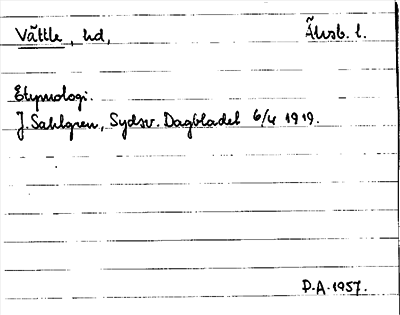 Vättle, hd, Älvsb. l.
Etymologi.
J. Sahlgren, Sydsv. Dagbladet 6/4 1919.
P.A. 1957.